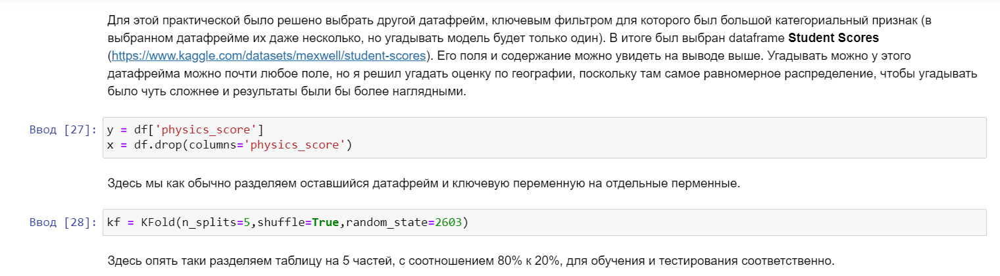 Для этой практической было решено выбрать другой датафрейм, ключевым фильтром для которого был большой категориальный признак (в
выбранном датафрейме их даже несколько, но угадывать модель будет только один). В итоге был выбран dataframe Student Scores
(https://www.kaggle.com/datasets/mexwell/student-scores). Его поля и содержание можно увидеть на выводе выше. Угадывать можно у этого
датафрейма можно почти любое поле, но я решил угадать оценку по географии, поскольку там самое равномерное распределение, чтобы угадывать
было чуть сложнее и результаты были бы более наглядными.
Ввод [27]: y = df['physics_score']
x = df.drop(columns='physics_score')
Здесь мы как обычно разделяем оставшийся датафрейм и ключевую переменную на отдельные перменные.
Ввод [28]: kf = KFold(n_splits=5,shuffle=True,random_state=2603)
Здесь опять таки разделяем таблицу на 5 частей, с соотношением 80% к 20%, для обучения и тестирования соответственно.